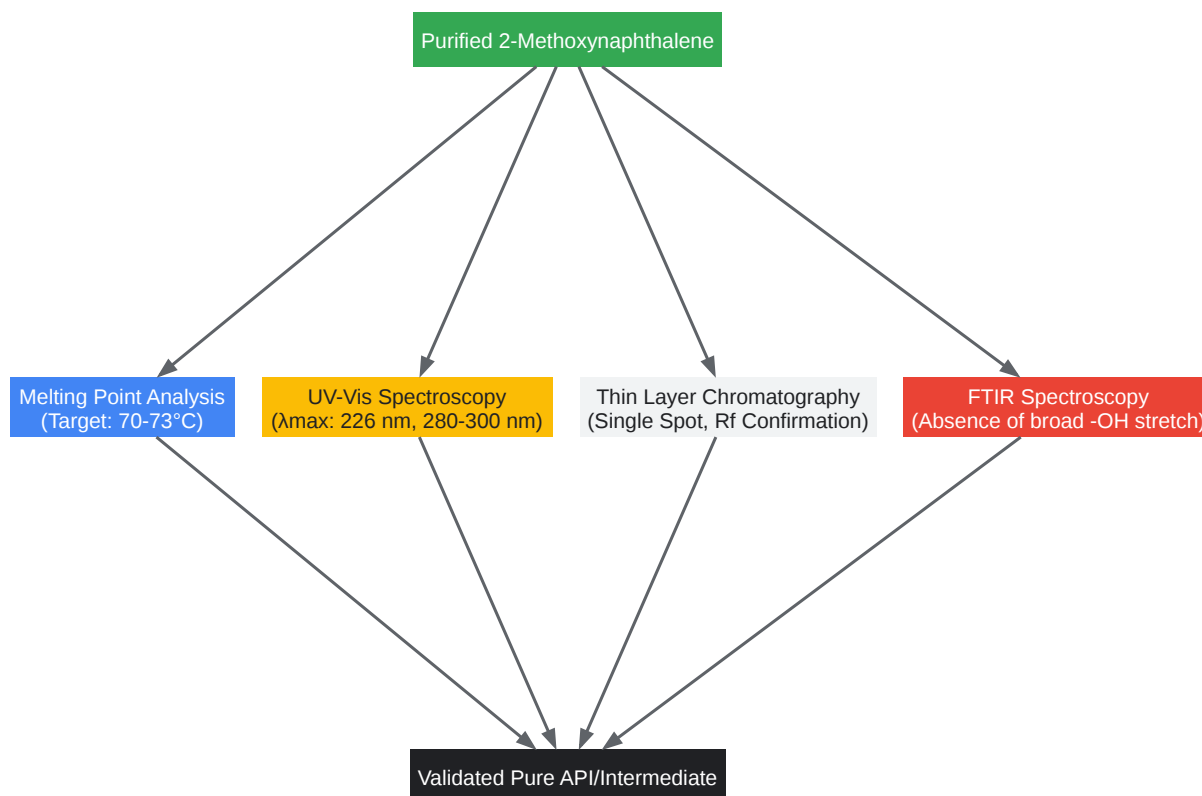 Purified 2-Methoxynaphthalene
Melting Point Analysis
(Target: 70-73°C)
UV-Vis Spectroscopy
(λmax: 226 nm, 280-300 nm)
Thin Layer Chromatography
(Single Spot, Rf Confirmation)
FTIR Spectroscopy
(Absence of broad -OH stretch)
Validated Pure API/Intermediate